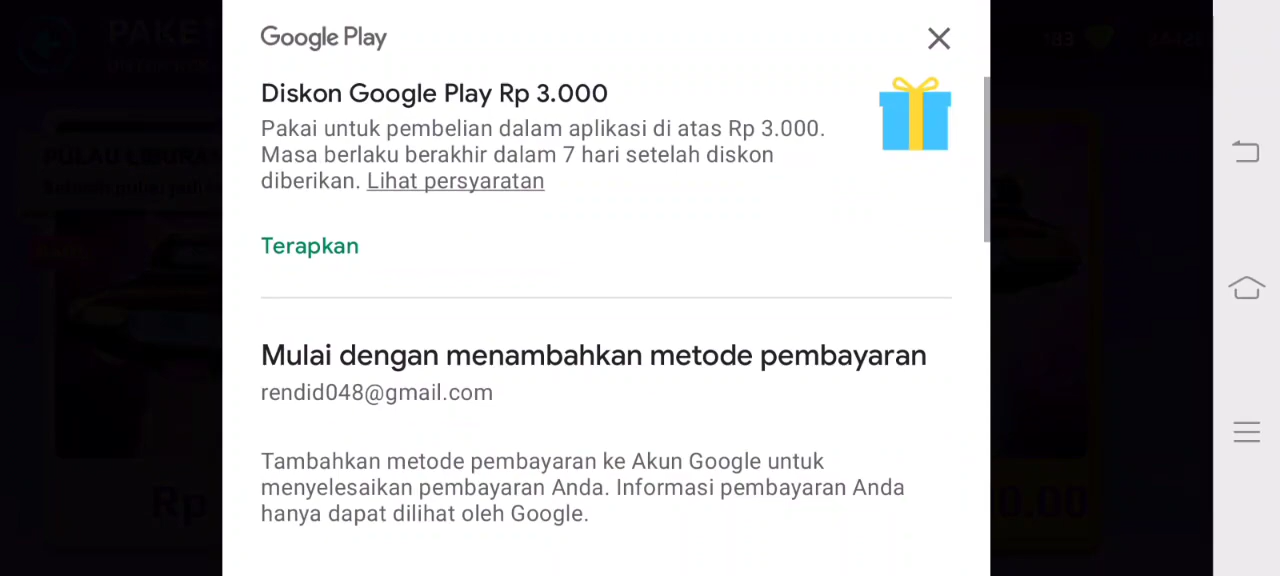 Google Play
Diskon Google Play Rp 3.000
Pakai untuk pembelian dalam aplikasi di atas Rp 3.000.
Masa berlaku berakhir dalam 7 hari setelah diskon
diberikan. Lihat persyaratan
Terapkan
Mulai dengan menambahkan metode pembayaran
rendid048@gmail.com
Tambahkan metode pembayaran ke Akun Google untuk
menyelesaikan pembayaran Anda. Informasi pembayaran Anda
hanya dapat dilihat oleh Google.
PAKET
Rp